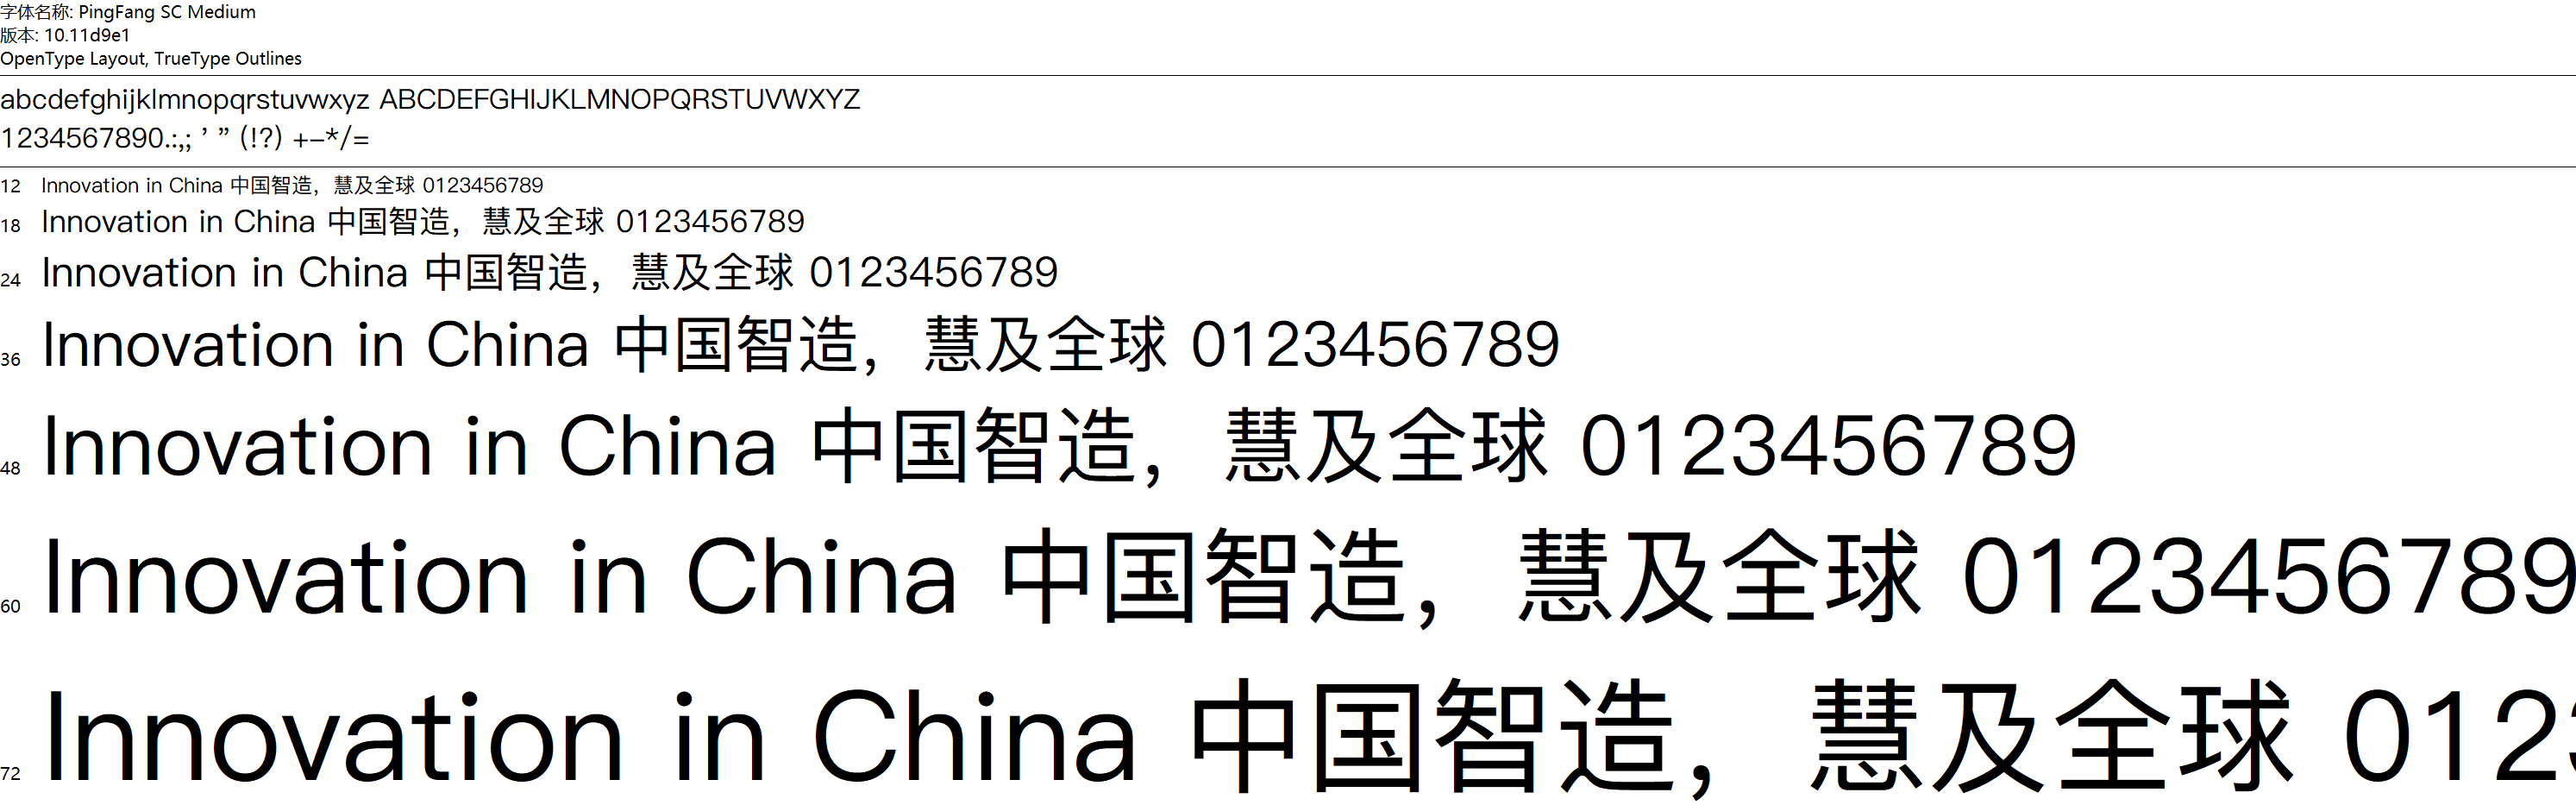 字体名称: PingFang SC Medium
版本: 10.11d9e1
OpenType Layout, TrueType Outlines
abcdefghijklmnopqrstuvwxyz ABCDEFGHIJKLMNOPQRSTUVWXYZ
1234567890.:,; ’ ” (!?) +-*/=
12 Innovation in China 中国智造，慧及全球 0123456789
18 Innovation in China 中国智造，慧及全球 0123456789
24 Innovation in China 中国智造，慧及全球 0123456789
36 Innovation in China 中国智造，慧及全球 0123456789
48 Innovation in China 中国智造，慧及全球 0123456789
60 Innovation in China 中国智造，慧及全球 0123456789
72 Innovation in China 中国智造，慧及全球 012